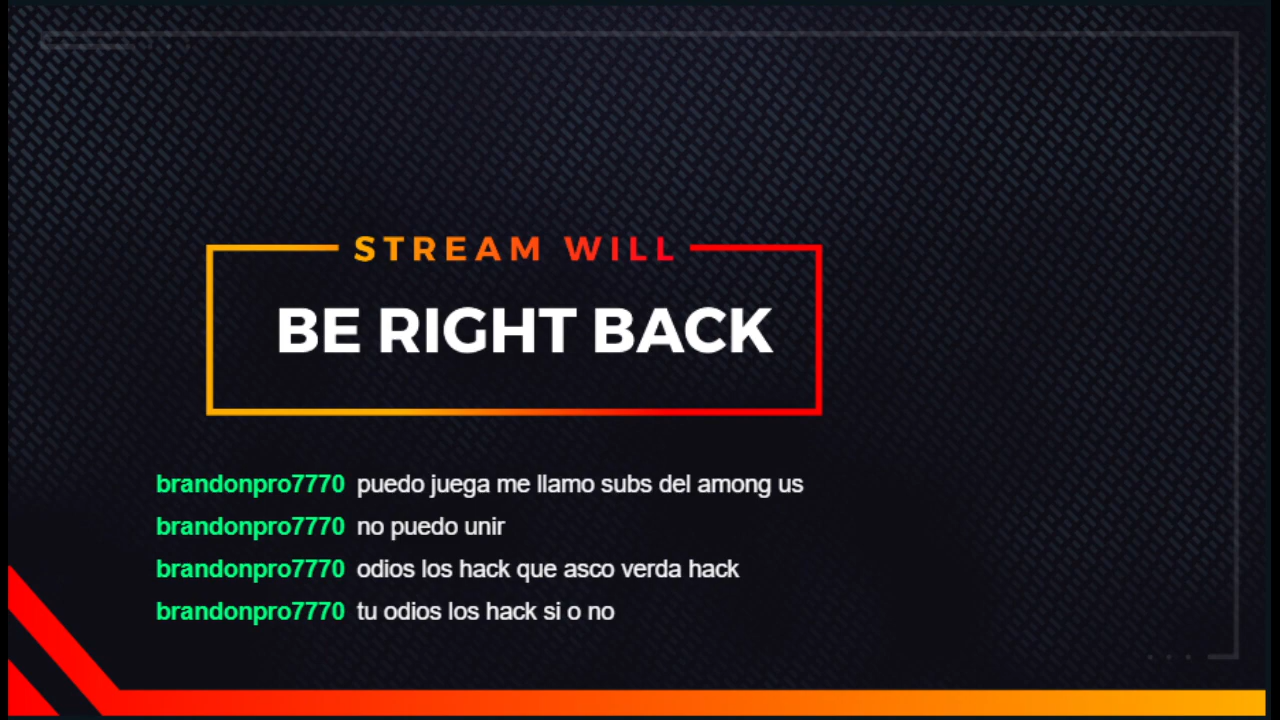 STREAM WILL
BE RIGHT BACK
brandonpro7770 puedo juega me llamo subs del among us
brandonpro7770 no puedo unir
brandonpro7770 odios los hack que asco verda hack
brandonpro7770 tu odios los hack si o no